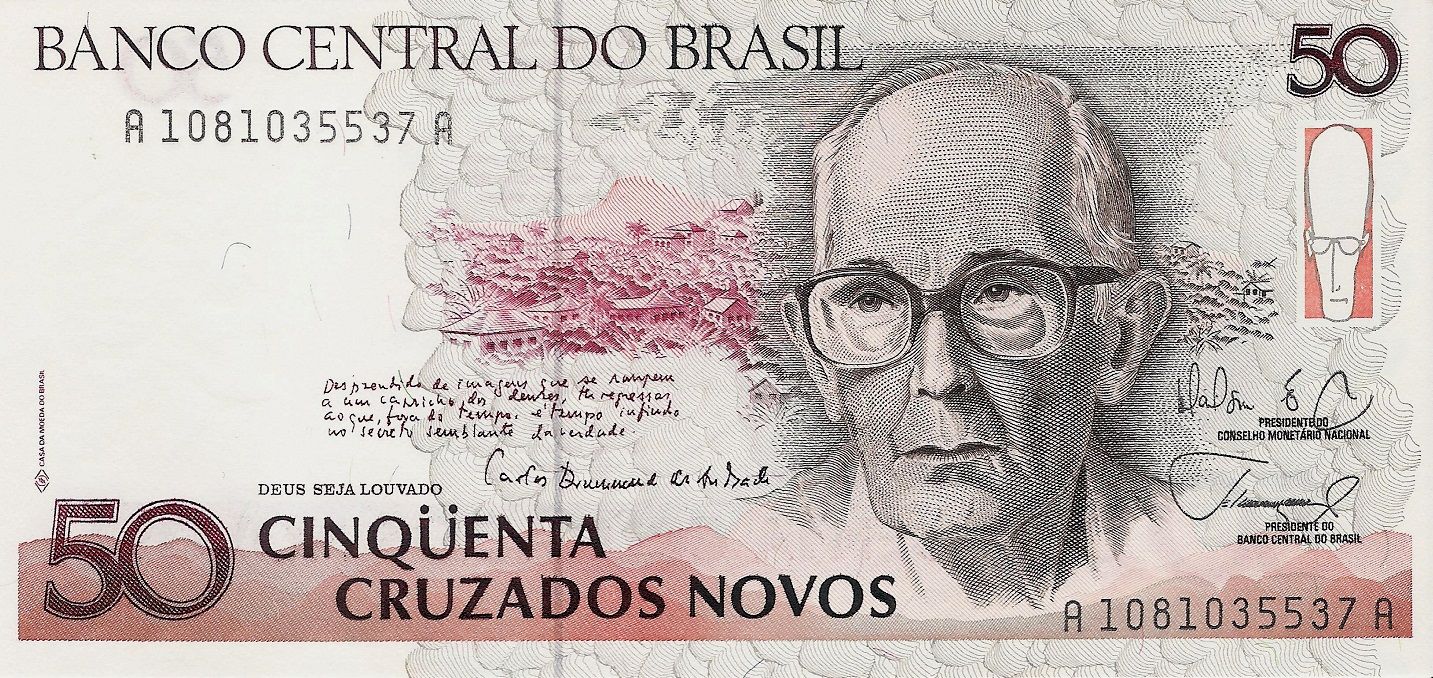 BANCO CENTRAL DO BRASIL
50
A 1081035537 A
Desprendido de imagens que se rompem
a um capricho dos deuses, tu regressas
ao que, fora do tempo, é tempo infindo
no secreto semblante da verdade.
Carlos Drummond de Andrade
PRESIDENTE DO
CONSELHO MONETÁRIO NACIONAL
CASA DA MOEDA DO BRASIL
DEUS SEJA LOUVADO
50
CINQÜENTA
CRUZADOS NOVOS
PRESIDENTE DO
BANCO CENTRAL DO BRASIL
A 1081035537 A